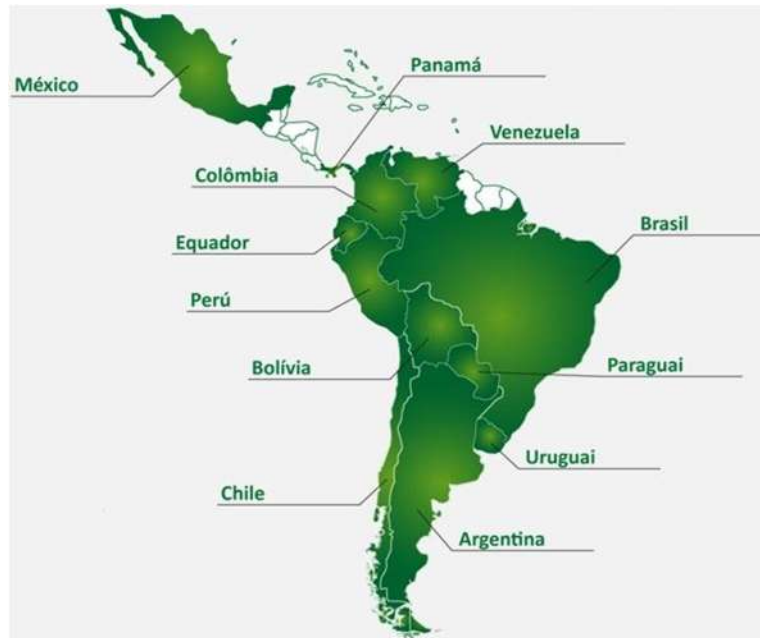 Panamá
México
Venezuela
Colômbia
Brasil
Equador
Perú
Bolívia
Paraguai
Uruguai
Chile
Argentina